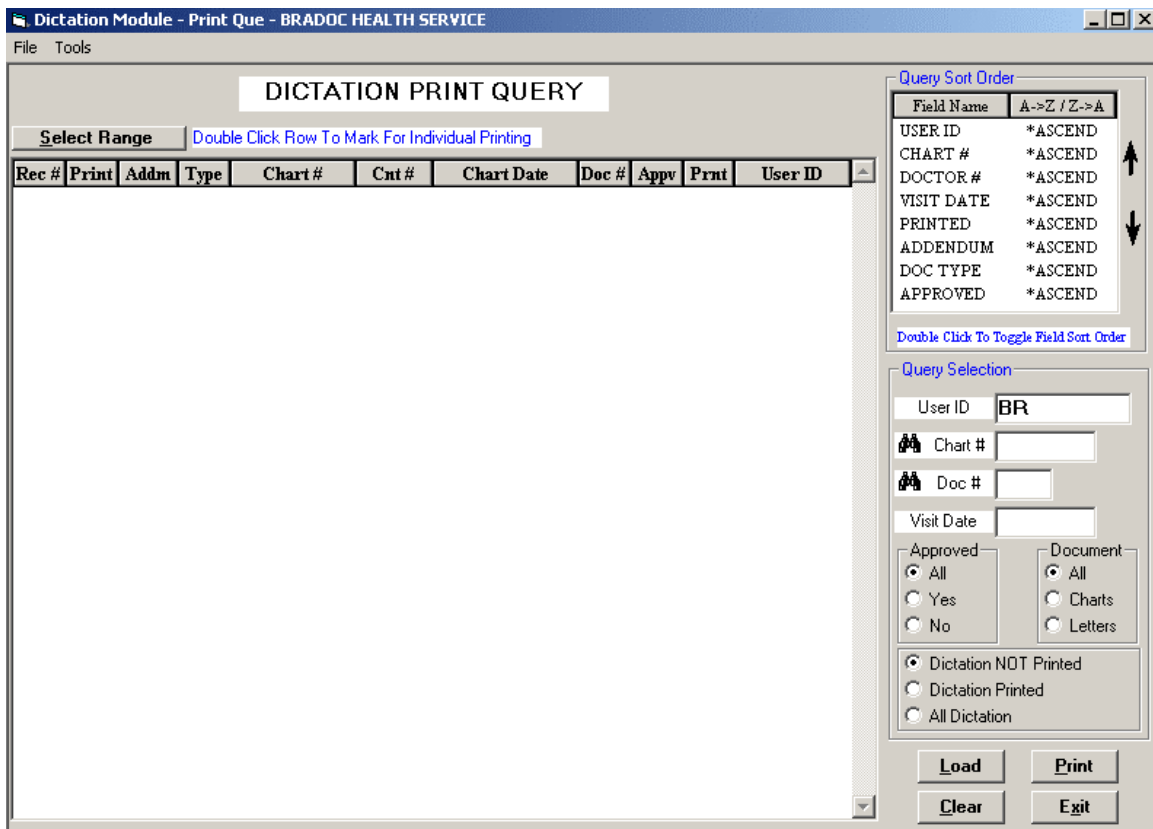 Dictation Module - Print Que - BRADOC HEALTH SERVICE
File Tools
DICTATION PRINT QUERY
Select Range Double Click Row To Mark For Individual Printing
Rec # Print Addm Type Chart # Cnt # Chart Date Doc # Appv Prnt User ID
Query Sort Order
Field Name A->Z / Z->A
USER ID *ASCEND
CHART # *ASCEND
DOCTOR # *ASCEND
VISIT DATE *ASCEND
PRINTED *ASCEND
ADDENDUM *ASCEND
DOC TYPE *ASCEND
APPROVED *ASCEND
Double Click To Toggle Field Sort Order
Query Selection
User ID BR
Chart #
Doc #
Visit Date
Approved Document
All All
Yes Charts
No Letters
Dictation NOT Printed
Dictation Printed
All Dictation
Load Print
Clear Exit